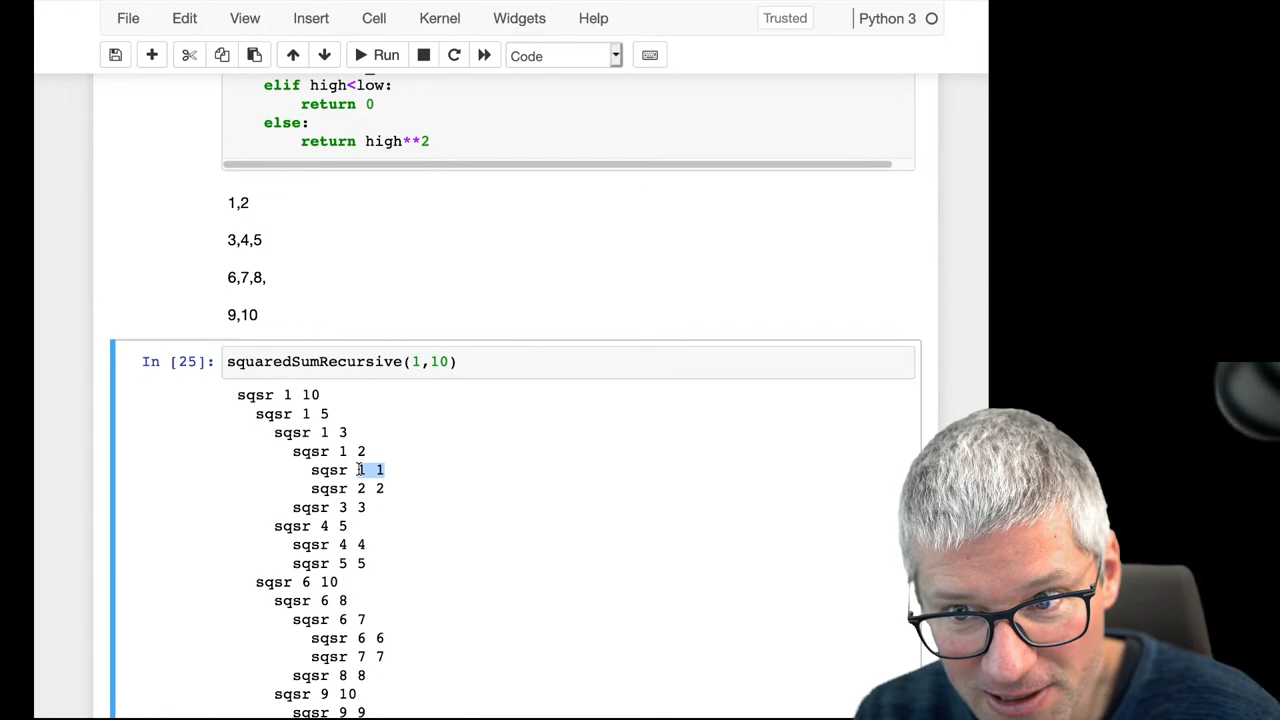 File Edit View Insert Cell Kernel Widgets Help Trusted Python 3
Run Code
elif high<low:
return 0
else:
return high**2
1,2
3,4,5
6,7,8,
9,10
In [25]: squaredSumRecursive(1,10)
sqsr 1 10
sqsr 1 5
sqsr 1 3
sqsr 1 2
sqsr 1 1
sqsr 2 2
sqsr 3 3
sqsr 4 5
sqsr 4 4
sqsr 5 5
sqsr 6 10
sqsr 6 8
sqsr 6 7
sqsr 6 6
sqsr 7 7
sqsr 8 8
sqsr 9 10
sqsr 9 9